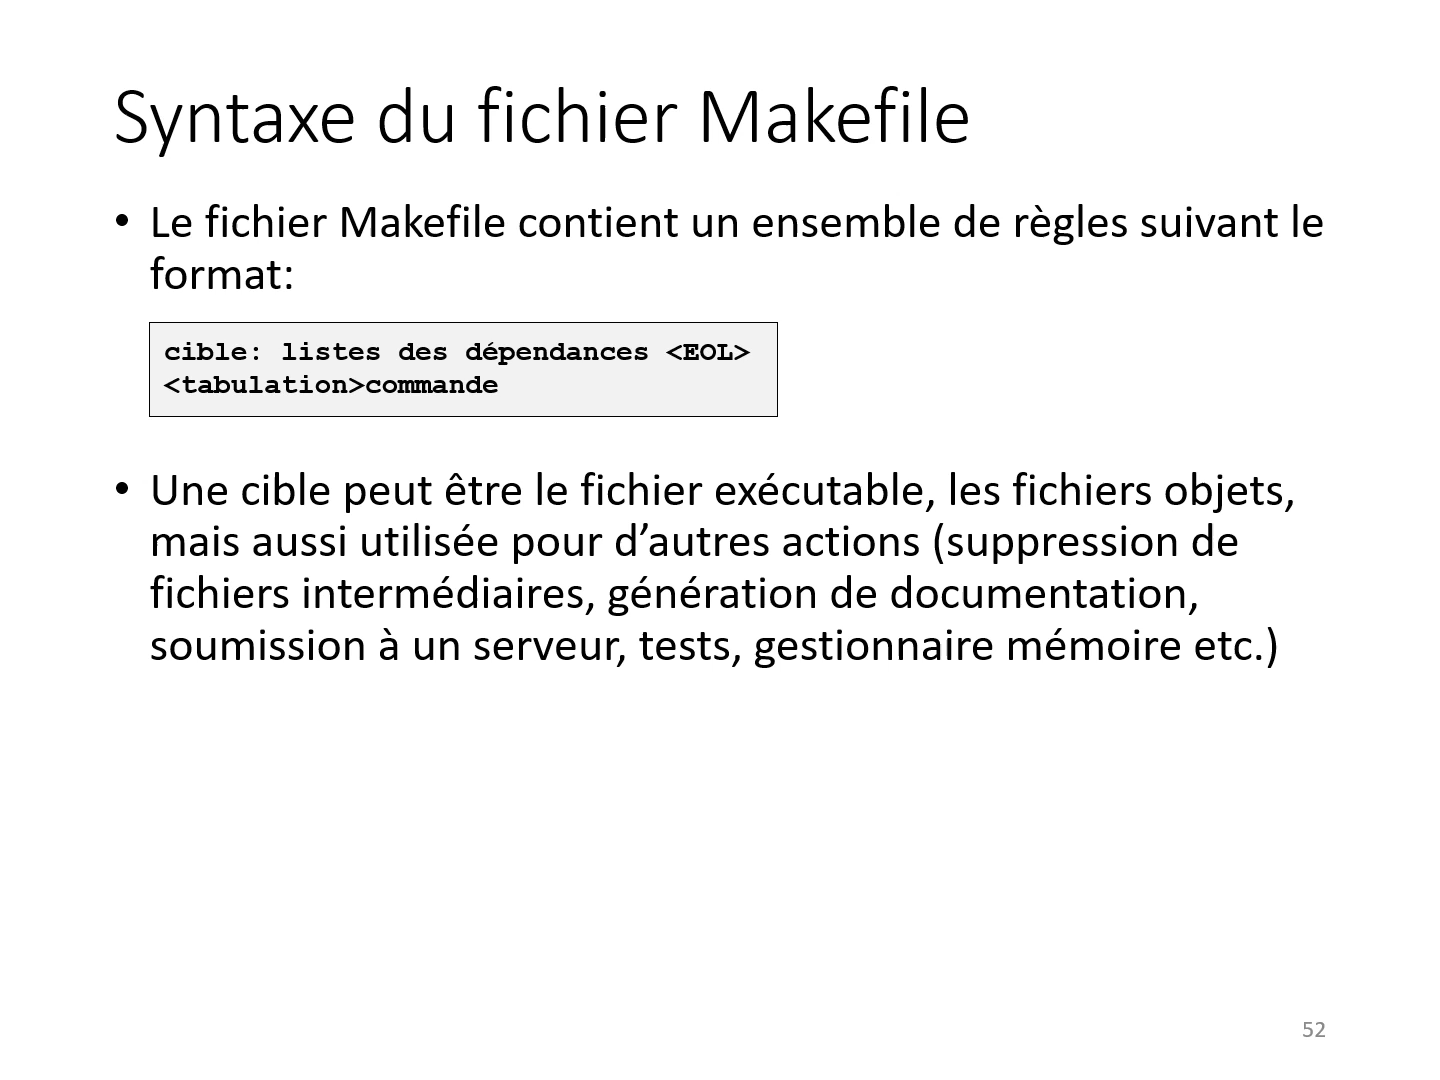 Syntaxe du fichier Makefile
• Le fichier Makefile contient un ensemble de règles suivant le
format:
cible: listes des dépendances <EOL>
<tabulation>commande
• Une cible peut être le fichier exécutable, les fichiers objets,
mais aussi utilisée pour d’autres actions (suppression de
fichiers intermédiaires, génération de documentation,
soumission à un serveur, tests, gestionnaire mémoire etc.)
52